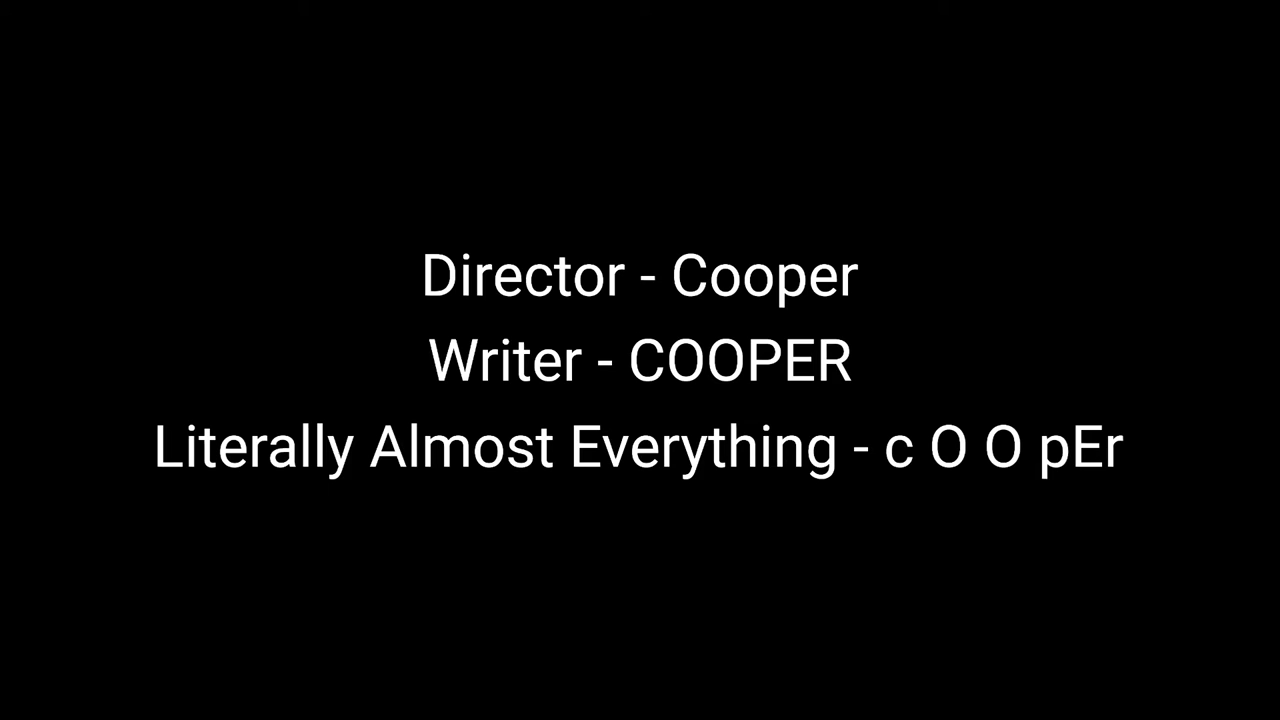 Director - Cooper
Writer - COOPER
Literally Almost Everything - c O O pEr